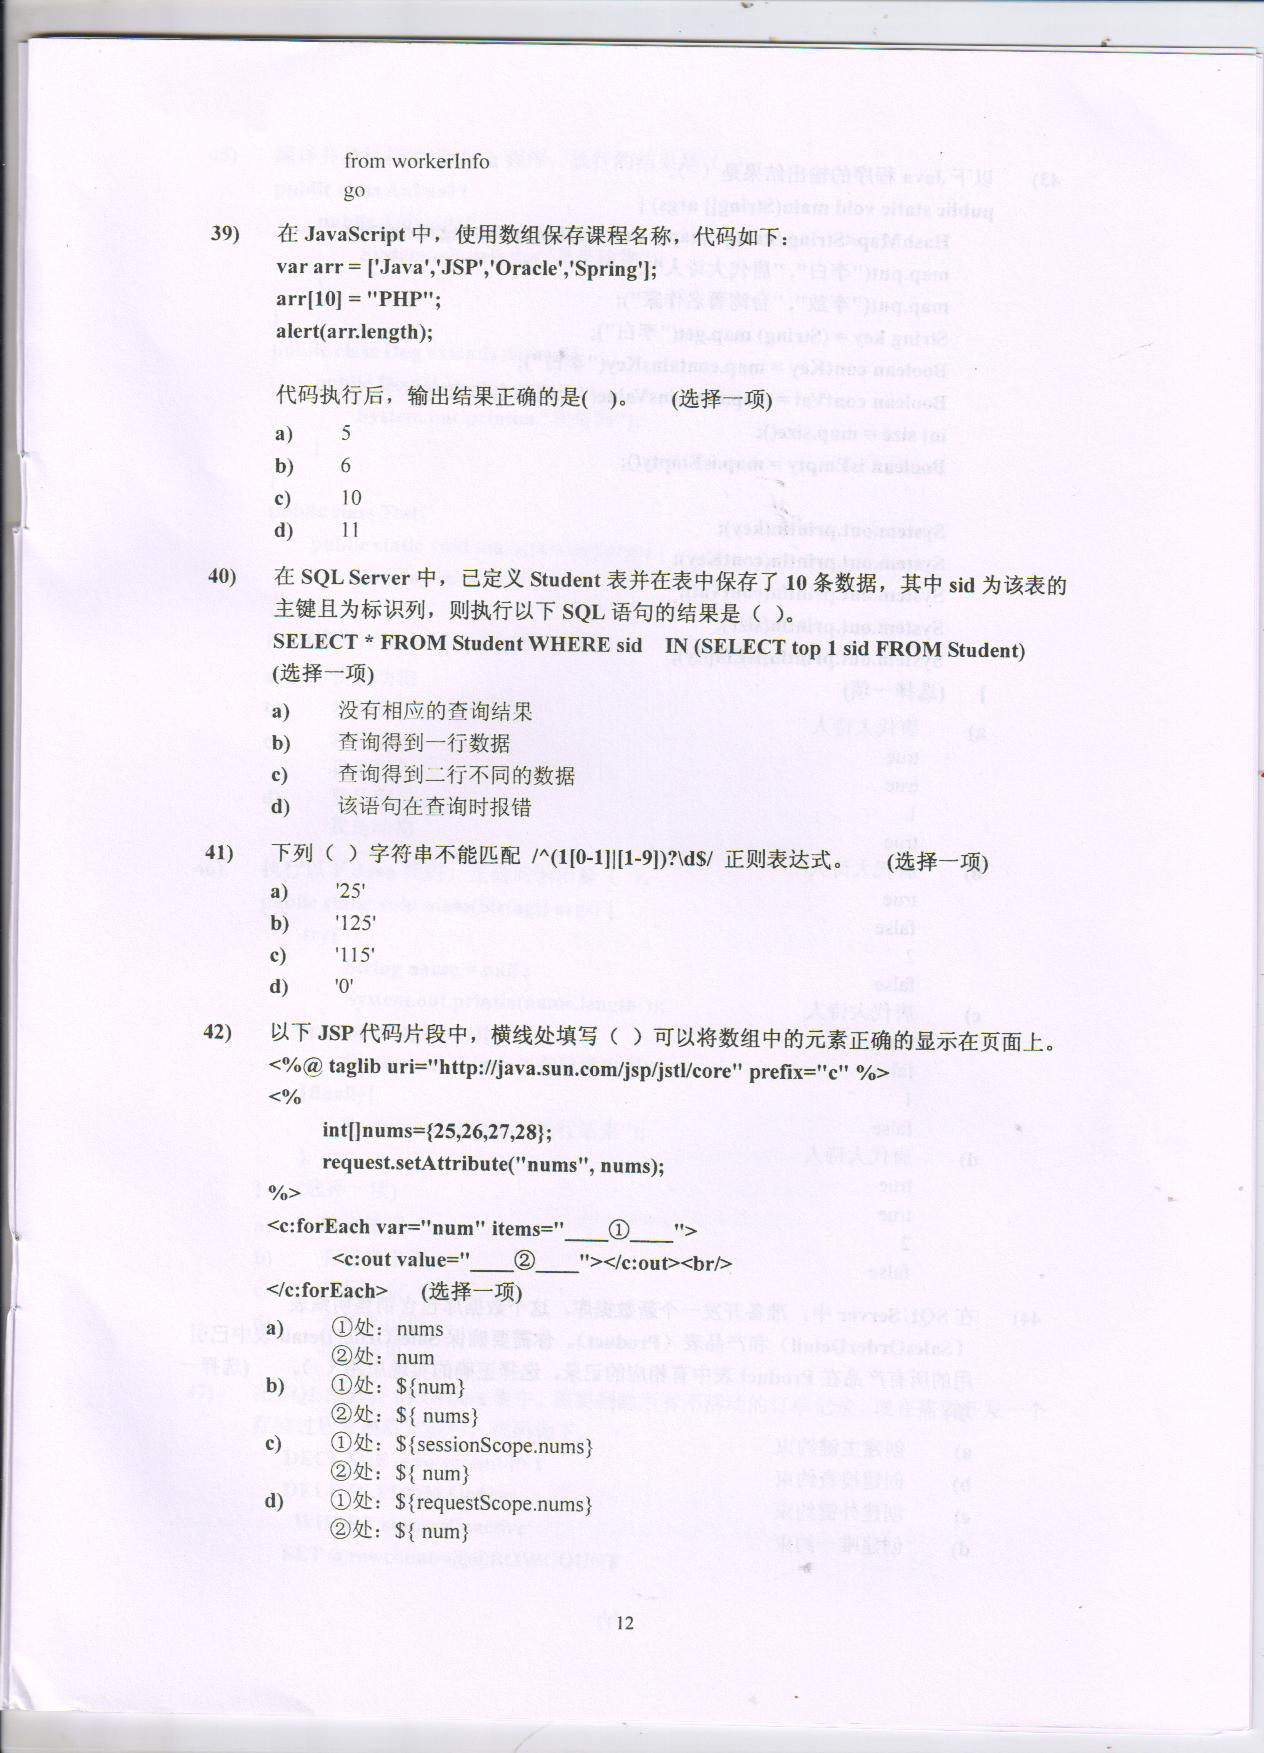 from workerInfo
go
39) 在 JavaScript 中，使用数组保存课程名称，代码如下：
var arr = ['Java','JSP','Oracle','Spring'];
arr[10] = "PHP";
alert(arr.length);
代码执行后，输出结果正确的是( )。 (选择一项)
a) 5
b) 6
c) 10
d) 11
40) 在 SQL Server 中，已定义 Student 表并在表中保存了 10 条数据，其中 sid 为该表的
主键且为标识列，则执行以下 SQL 语句的结果是（ ）。
SELECT * FROM Student WHERE sid IN (SELECT top 1 sid FROM Student)
(选择一项)
a) 没有相应的查询结果
b) 查询得到一行数据
c) 查询得到二行不同的数据
d) 该语句在查询时报错
41) 下列（ ）字符串不能匹配 /^(1[0-1]|[1-9])?\d$/ 正则表达式。 (选择一项)
a) '25'
b) '125'
c) '115'
d) '0'
42) 以下 JSP 代码片段中，横线处填写（ ）可以将数组中的元素正确的显示在页面上。
<%@ taglib uri="http://java.sun.com/jsp/jstl/core" prefix="c" %>
<%
int[]nums={25,26,27,28};
request.setAttribute("nums", nums);
%>
<c:forEach var="num" items="____①____">
<c:out value="____②____"></c:out><br/>
</c:forEach> (选择一项)
a) ①处：nums
②处：num
b) ①处：${num}
②处：${ nums}
c) ①处：${sessionScope.nums}
②处：${ num}
d) ①处：${requestScope.nums}
②处：${ num}
12